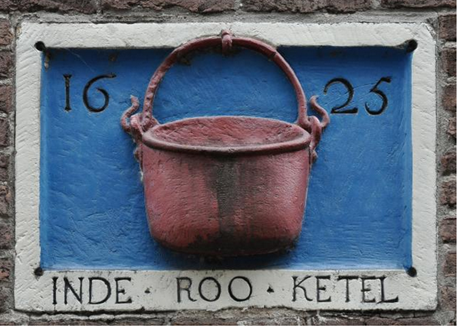 16 25
INDE · ROO · KETEL